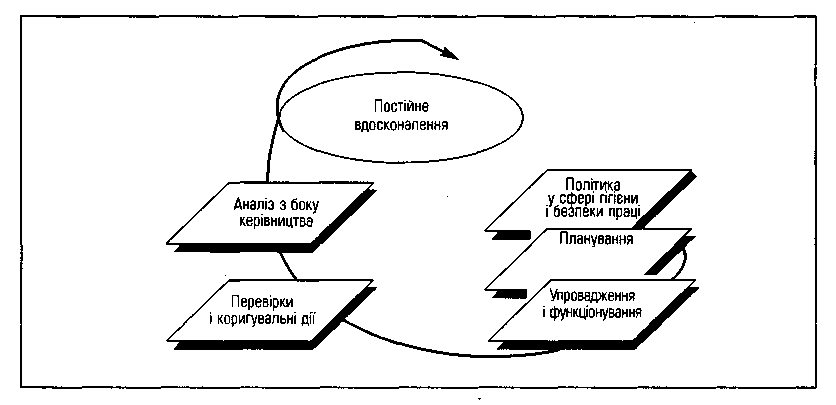 Постійне
вдосконалення
Аналіз з боку
керівництва
Політика
у сфері гігієни
і безпеки праці
Планування
Перевірки
і коригувальні дії
Упровадження
і функціонування